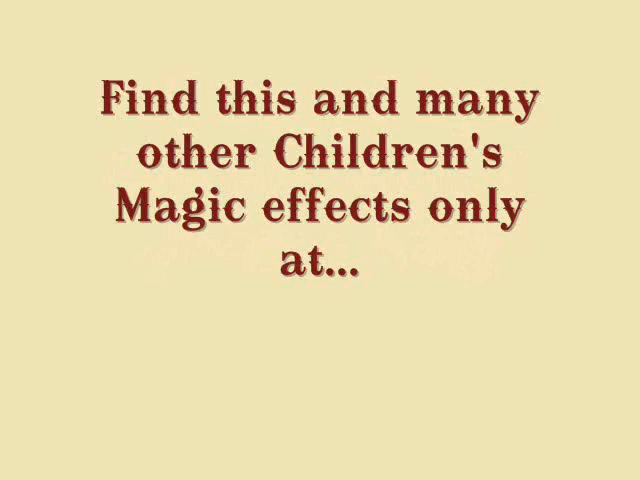 Find this and many
other Children's
Magic effects only
at...